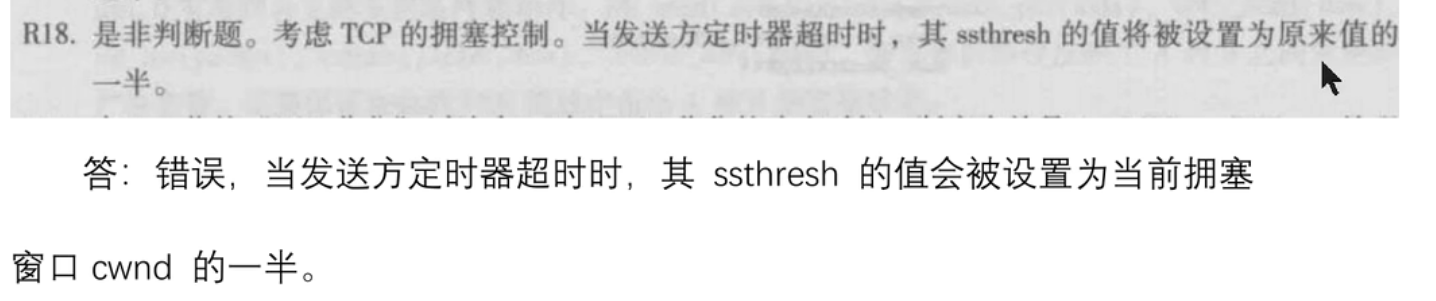 R18. 是非判断题。考虑 TCP 的拥塞控制。当发送方定时器超时时，其 ssthresh 的值将被设置为原来值的
一半。
答：错误，当发送方定时器超时时，其 ssthresh 的值会被设置为当前拥塞
窗口 cwnd 的一半。